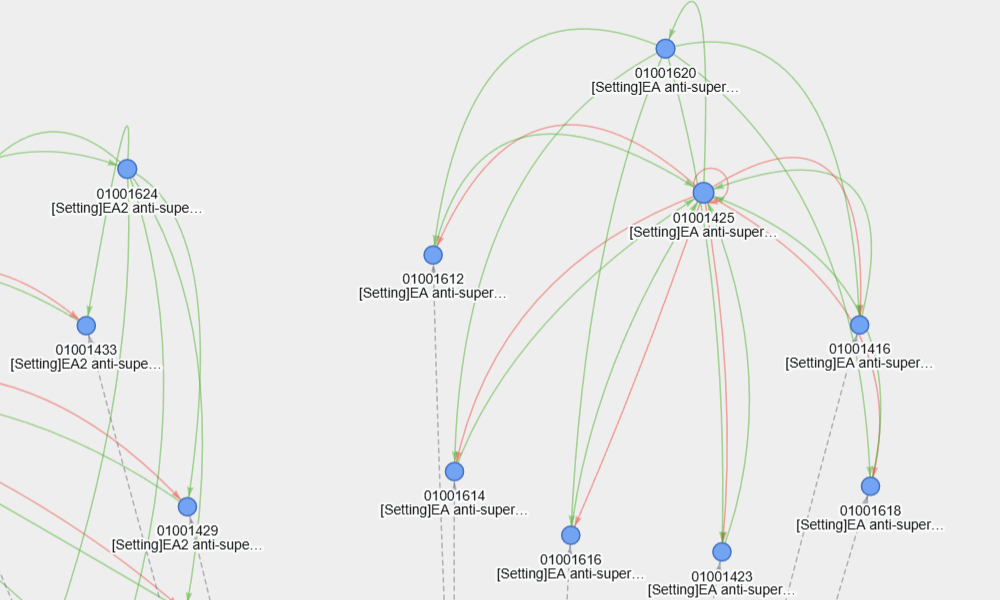 01001620
[Setting]EA anti-super…
01001624
[Setting]EA2 anti-supe…
01001425
[Setting]EA anti-super…
01001612
[Setting]EA anti-super…
01001433
[Setting]EA2 anti-supe…
01001416
[Setting]EA anti-super…
01001614
[Setting]EA anti-super…
01001618
[Setting]EA anti-super…
01001429
[Setting]EA2 anti-supe…
01001616
[Setting]EA anti-super…
01001423
[Setting]EA anti-super…